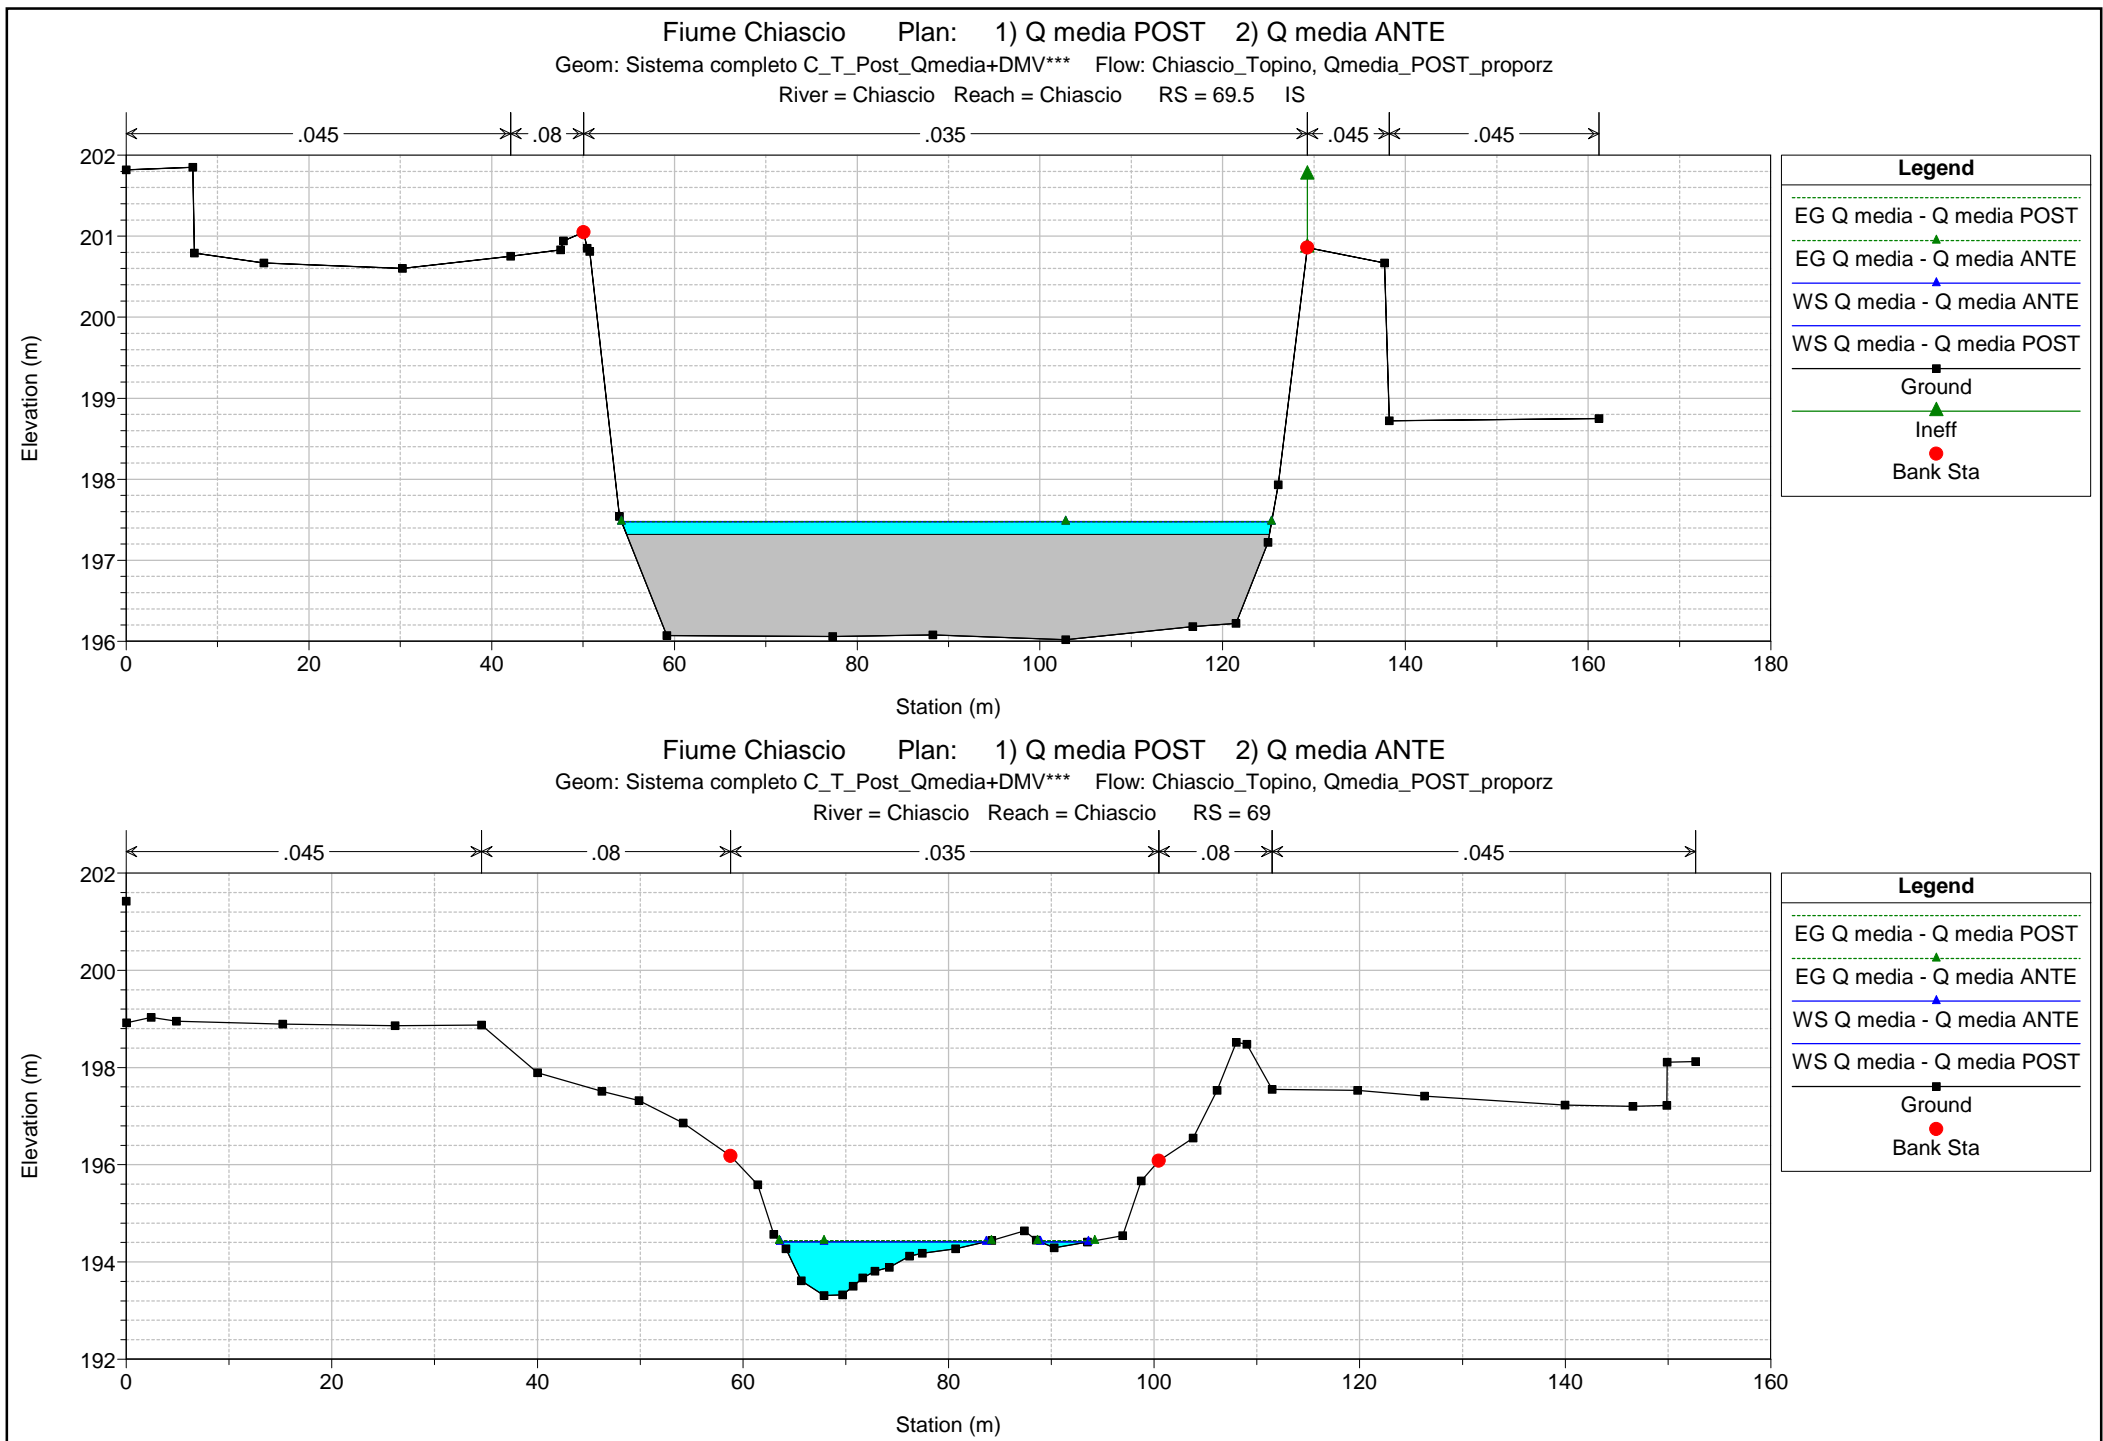 Fiume Chiascio Plan: 1) Q media POST 2) Q media ANTE
Geom: Sistema completo C_T_Post_Qmedia+DMV*** Flow: Chiascio_Topino, Qmedia_POST_proporz
River = Chiascio Reach = Chiascio RS = 69.5 IS
.045 .08 .035 .045 .045
202
201
200
199
198
197
196
Elevation (m)
0 20 40 60 80 100 120 140 160 180
Station (m)
Legend
EG Q media - Q media POST
EG Q media - Q media ANTE
WS Q media - Q media ANTE
WS Q media - Q media POST
Ground
Ineff
Bank Sta
Fiume Chiascio Plan: 1) Q media POST 2) Q media ANTE
Geom: Sistema completo C_T_Post_Qmedia+DMV*** Flow: Chiascio_Topino, Qmedia_POST_proporz
River = Chiascio Reach = Chiascio RS = 69
.045 .08 .035 .08 .045
202
200
198
196
194
192
Elevation (m)
0 20 40 60 80 100 120 140 160
Station (m)
Legend
EG Q media - Q media POST
EG Q media - Q media ANTE
WS Q media - Q media ANTE
WS Q media - Q media POST
Ground
Bank Sta